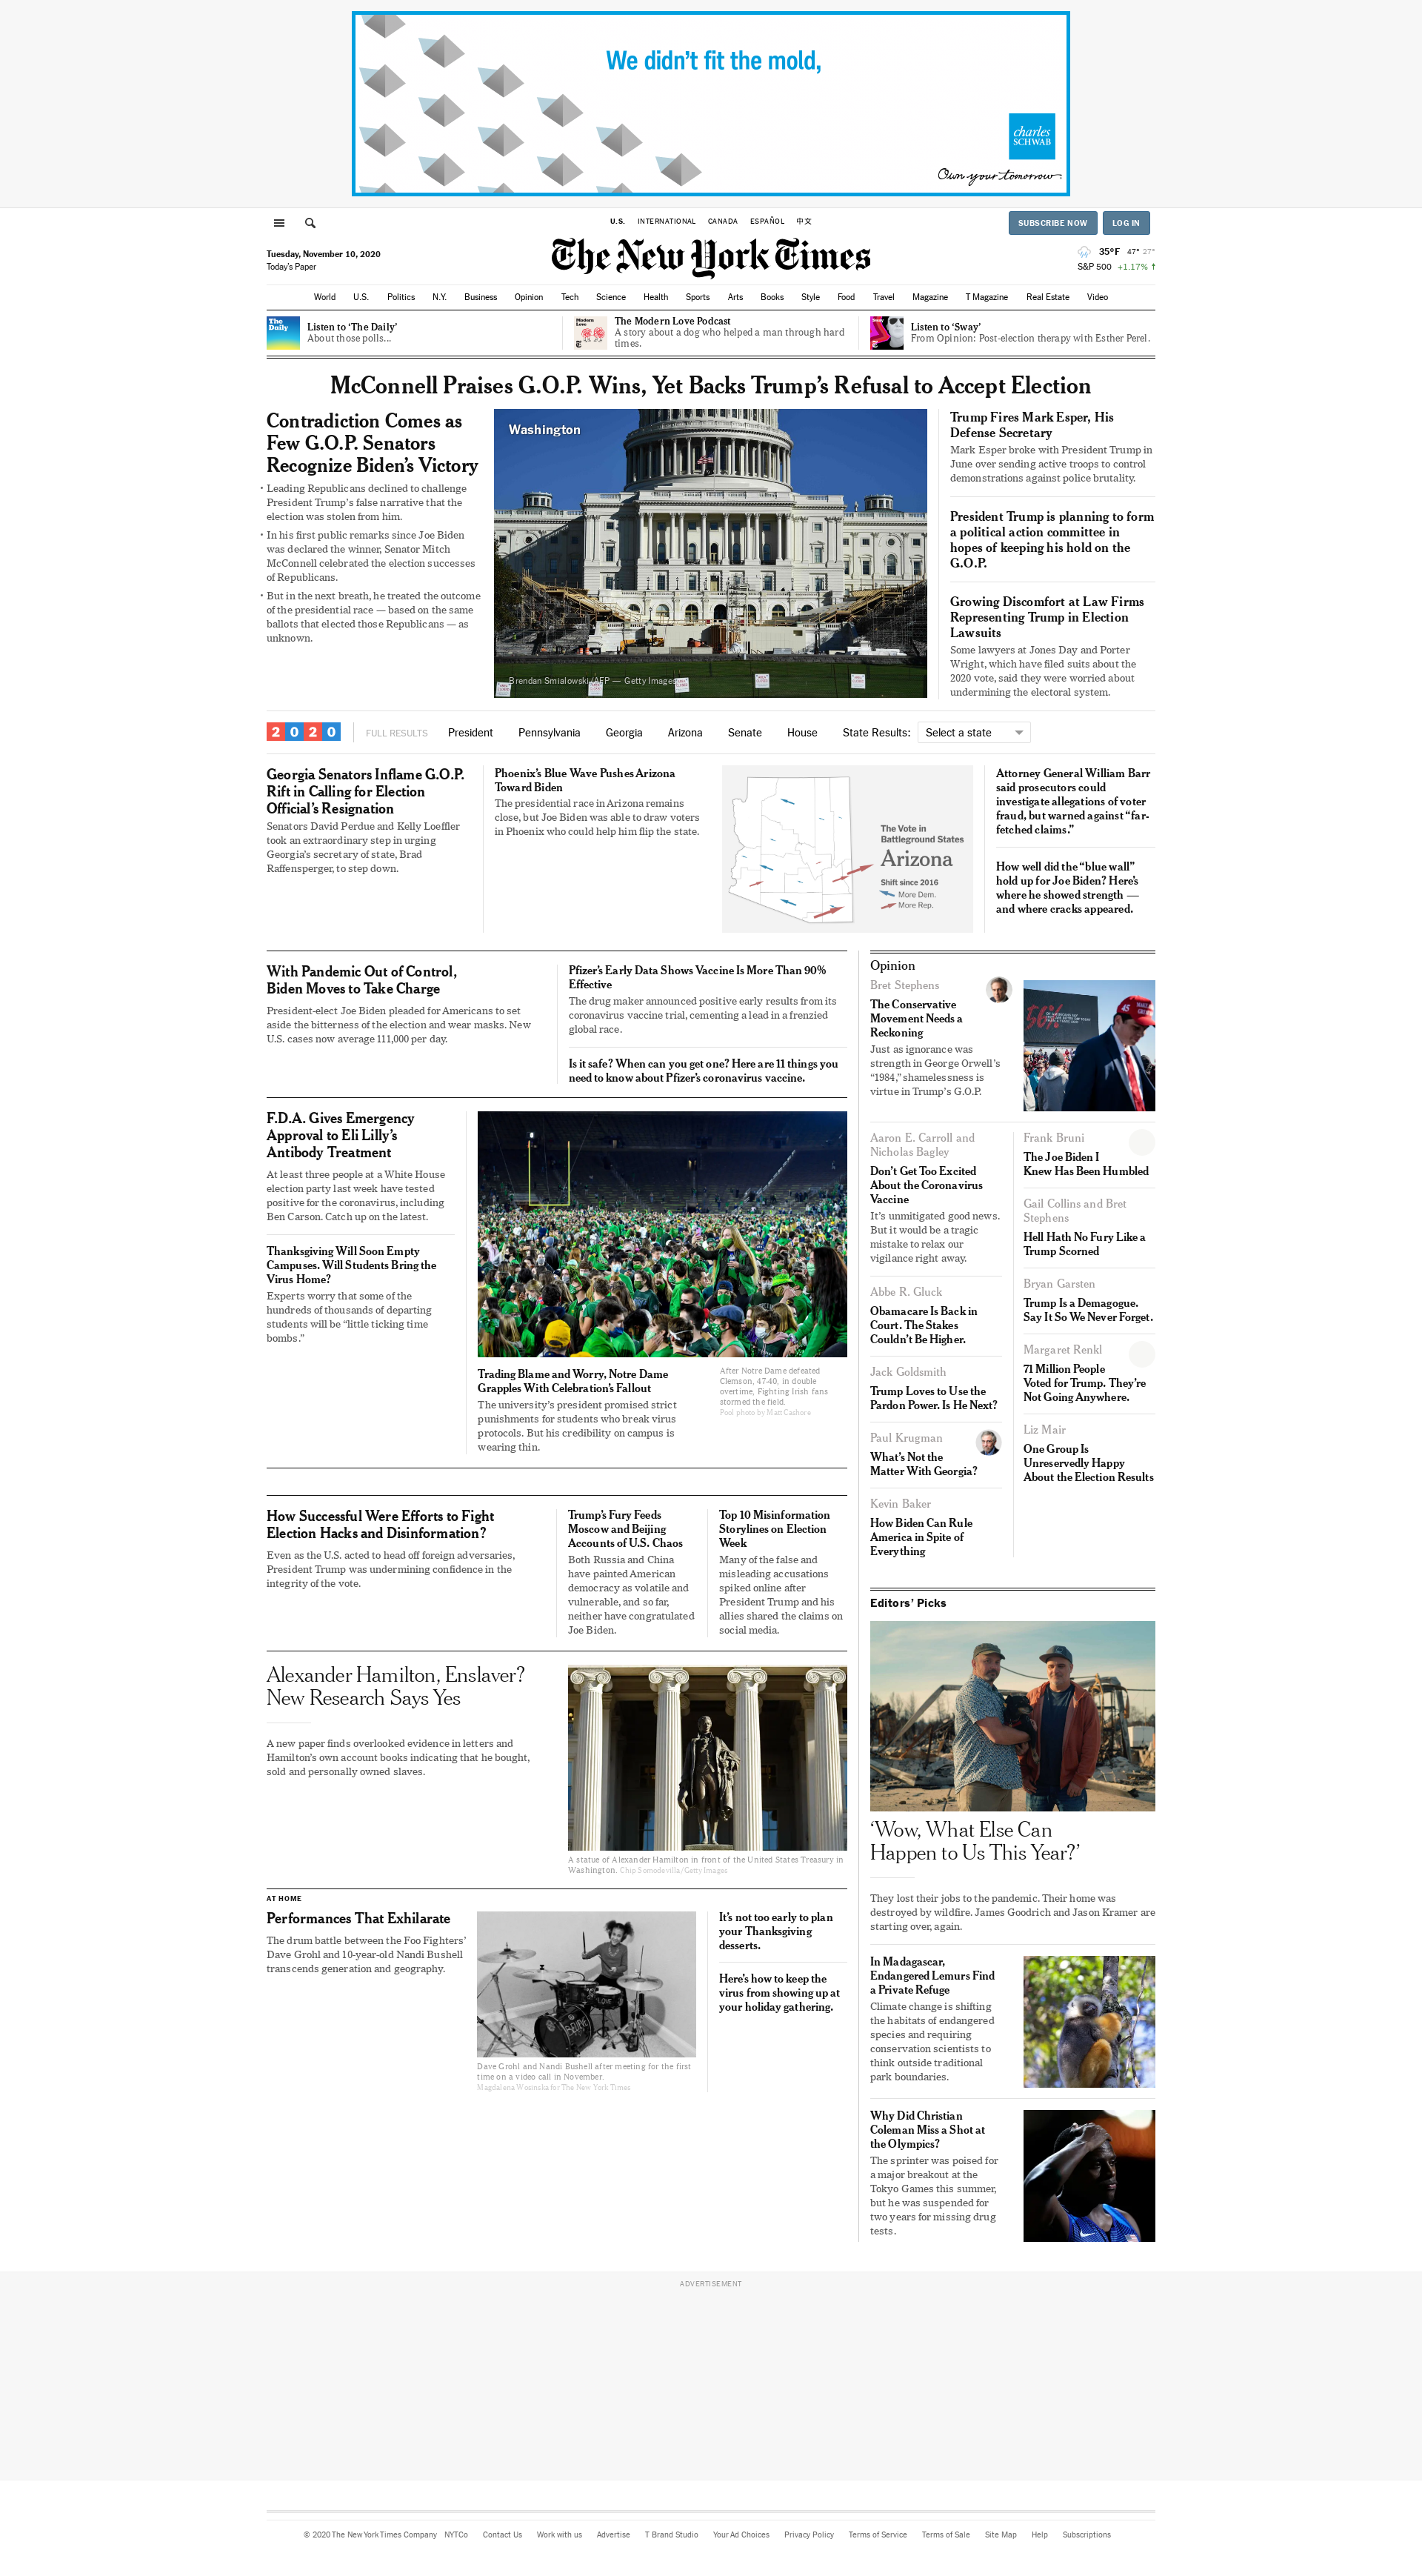 We didn't fit the mold,
charles
SCHWAB
Own your tomorrow.
U.S. INTERNATIONAL CANADA ESPAÑOL 中文
SUBSCRIBE NOW LOG IN
Tuesday, November 10, 2020
Today's Paper
The New York Times
35°F 47° 27°
S&P 500 +1.17% ↑
World U.S. Politics N.Y. Business Opinion Tech Science Health Sports Arts Books Style Food Travel Magazine T Magazine Real Estate Video
The
Daily
Listen to 'The Daily'
About those polls...
Modern
Love
The Modern Love Podcast
A story about a dog who helped a man through hard
times.
Listen to 'Sway'
From Opinion: Post-election therapy with Esther Perel.
McConnell Praises G.O.P. Wins, Yet Backs Trump's Refusal to Accept Election
Contradiction Comes as
Few G.O.P. Senators
Recognize Biden's Victory
• Leading Republicans declined to challenge
President Trump's false narrative that the
election was stolen from him.
• In his first public remarks since Joe Biden
was declared the winner, Senator Mitch
McConnell celebrated the election successes
of Republicans.
• But in the next breath, he treated the outcome
of the presidential race — based on the same
ballots that elected those Republicans — as
unknown.
Washington
Brendan Smialowski/AFP — Getty Images
Trump Fires Mark Esper, His
Defense Secretary
Mark Esper broke with President Trump in
June over sending active troops to control
demonstrations against police brutality.
President Trump is planning to form
a political action committee in
hopes of keeping his hold on the
G.O.P.
Growing Discomfort at Law Firms
Representing Trump in Election
Lawsuits
Some lawyers at Jones Day and Porter
Wright, which have filed suits about the
2020 vote, said they were worried about
undermining the electoral system.
2020 FULL RESULTS President Pennsylvania Georgia Arizona Senate House State Results: Select a state
Georgia Senators Inflame G.O.P.
Rift in Calling for Election
Official's Resignation
Senators David Perdue and Kelly Loeffler
took an extraordinary step in urging
Georgia's secretary of state, Brad
Raffensperger, to step down.
Phoenix's Blue Wave Pushes Arizona
Toward Biden
The presidential race in Arizona remains
close, but Joe Biden was able to draw voters
in Phoenix who could help him flip the state.
The Vote in
Battleground States
Arizona
Shift since 2016
More Dem.
More Rep.
Attorney General William Barr
said prosecutors could
investigate allegations of voter
fraud, but warned against "far-
fetched claims."
How well did the "blue wall"
hold up for Joe Biden? Here's
where he showed strength —
and where cracks appeared.
With Pandemic Out of Control,
Biden Moves to Take Charge
President-elect Joe Biden pleaded for Americans to set
aside the bitterness of the election and wear masks. New
U.S. cases now average 111,000 per day.
Pfizer's Early Data Shows Vaccine Is More Than 90%
Effective
The drug maker announced positive early results from its
coronavirus vaccine trial, cementing a lead in a frenzied
global race.
Is it safe? When can you get one? Here are 11 things you
need to know about Pfizer's coronavirus vaccine.
F.D.A. Gives Emergency
Approval to Eli Lilly's
Antibody Treatment
At least three people at a White House
election party last week have tested
positive for the coronavirus, including
Ben Carson. Catch up on the latest.
Thanksgiving Will Soon Empty
Campuses. Will Students Bring the
Virus Home?
Experts worry that some of the
hundreds of thousands of departing
students will be "little ticking time
bombs."
Trading Blame and Worry, Notre Dame
Grapples With Celebration's Fallout
The university's president promised strict
punishments for students who break virus
protocols. But his credibility on campus is
wearing thin.
After Notre Dame defeated
Clemson, 47-40, in double
overtime, Fighting Irish fans
stormed the field.
Pool photo by Matt Cashore
How Successful Were Efforts to Fight
Election Hacks and Disinformation?
Even as the U.S. acted to head off foreign adversaries,
President Trump was undermining confidence in the
integrity of the vote.
Trump's Fury Feeds
Moscow and Beijing
Accounts of U.S. Chaos
Both Russia and China
have painted American
democracy as volatile and
vulnerable, and so far,
neither have congratulated
Joe Biden.
Top 10 Misinformation
Storylines on Election
Week
Many of the false and
misleading accusations
spiked online after
President Trump and his
allies shared the claims on
social media.
Alexander Hamilton, Enslaver?
New Research Says Yes
A new paper finds overlooked evidence in letters and
Hamilton's own account books indicating that he bought,
sold and personally owned slaves.
A statue of Alexander Hamilton in front of the United States Treasury in
Washington. Chip Somodevilla/Getty Images
AT HOME
Performances That Exhilarate
The drum battle between the Foo Fighters'
Dave Grohl and 10-year-old Nandi Bushell
transcends generation and geography.
Dave Grohl and Nandi Bushell after meeting for the first
time on a video call in November.
Magdalena Wosinska for The New York Times
It's not too early to plan
your Thanksgiving
desserts.
Here's how to keep the
virus from showing up at
your holiday gathering.
Opinion
Bret Stephens
The Conservative
Movement Needs a
Reckoning
Just as ignorance was
strength in George Orwell's
"1984," shamelessness is
virtue in Trump's G.O.P.
45
Aaron E. Carroll and
Nicholas Bagley
Don't Get Too Excited
About the Coronavirus
Vaccine
It's unmitigated good news.
But it would be a tragic
mistake to relax our
vigilance right away.
Abbe R. Gluck
Obamacare Is Back in
Court. The Stakes
Couldn't Be Higher.
Jack Goldsmith
Trump Loves to Use the
Pardon Power. Is He Next?
Paul Krugman
What's Not the
Matter With Georgia?
Kevin Baker
How Biden Can Rule
America in Spite of
Everything
Frank Bruni
The Joe Biden I
Knew Has Been Humbled
Gail Collins and Bret
Stephens
Hell Hath No Fury Like a
Trump Scorned
Bryan Garsten
Trump Is a Demagogue.
Say It So We Never Forget.
Margaret Renkl
71 Million People
Voted for Trump. They're
Not Going Anywhere.
Liz Mair
One Group Is
Unreservedly Happy
About the Election Results
Editors' Picks
'Wow, What Else Can
Happen to Us This Year?'
They lost their jobs to the pandemic. Their home was
destroyed by wildfire. James Goodrich and Jason Kramer are
starting over, again.
In Madagascar,
Endangered Lemurs Find
a Private Refuge
Climate change is shifting
the habitats of endangered
species and requiring
conservation scientists to
think outside traditional
park boundaries.
Why Did Christian
Coleman Miss a Shot at
the Olympics?
The sprinter was poised for
a major breakout at the
Tokyo Games this summer,
but he was suspended for
two years for missing drug
tests.
ADVERTISEMENT
© 2020 The New York Times Company NYTCo Contact Us Work with us Advertise T Brand Studio Your Ad Choices Privacy Policy Terms of Service Terms of Sale Site Map Help Subscriptions